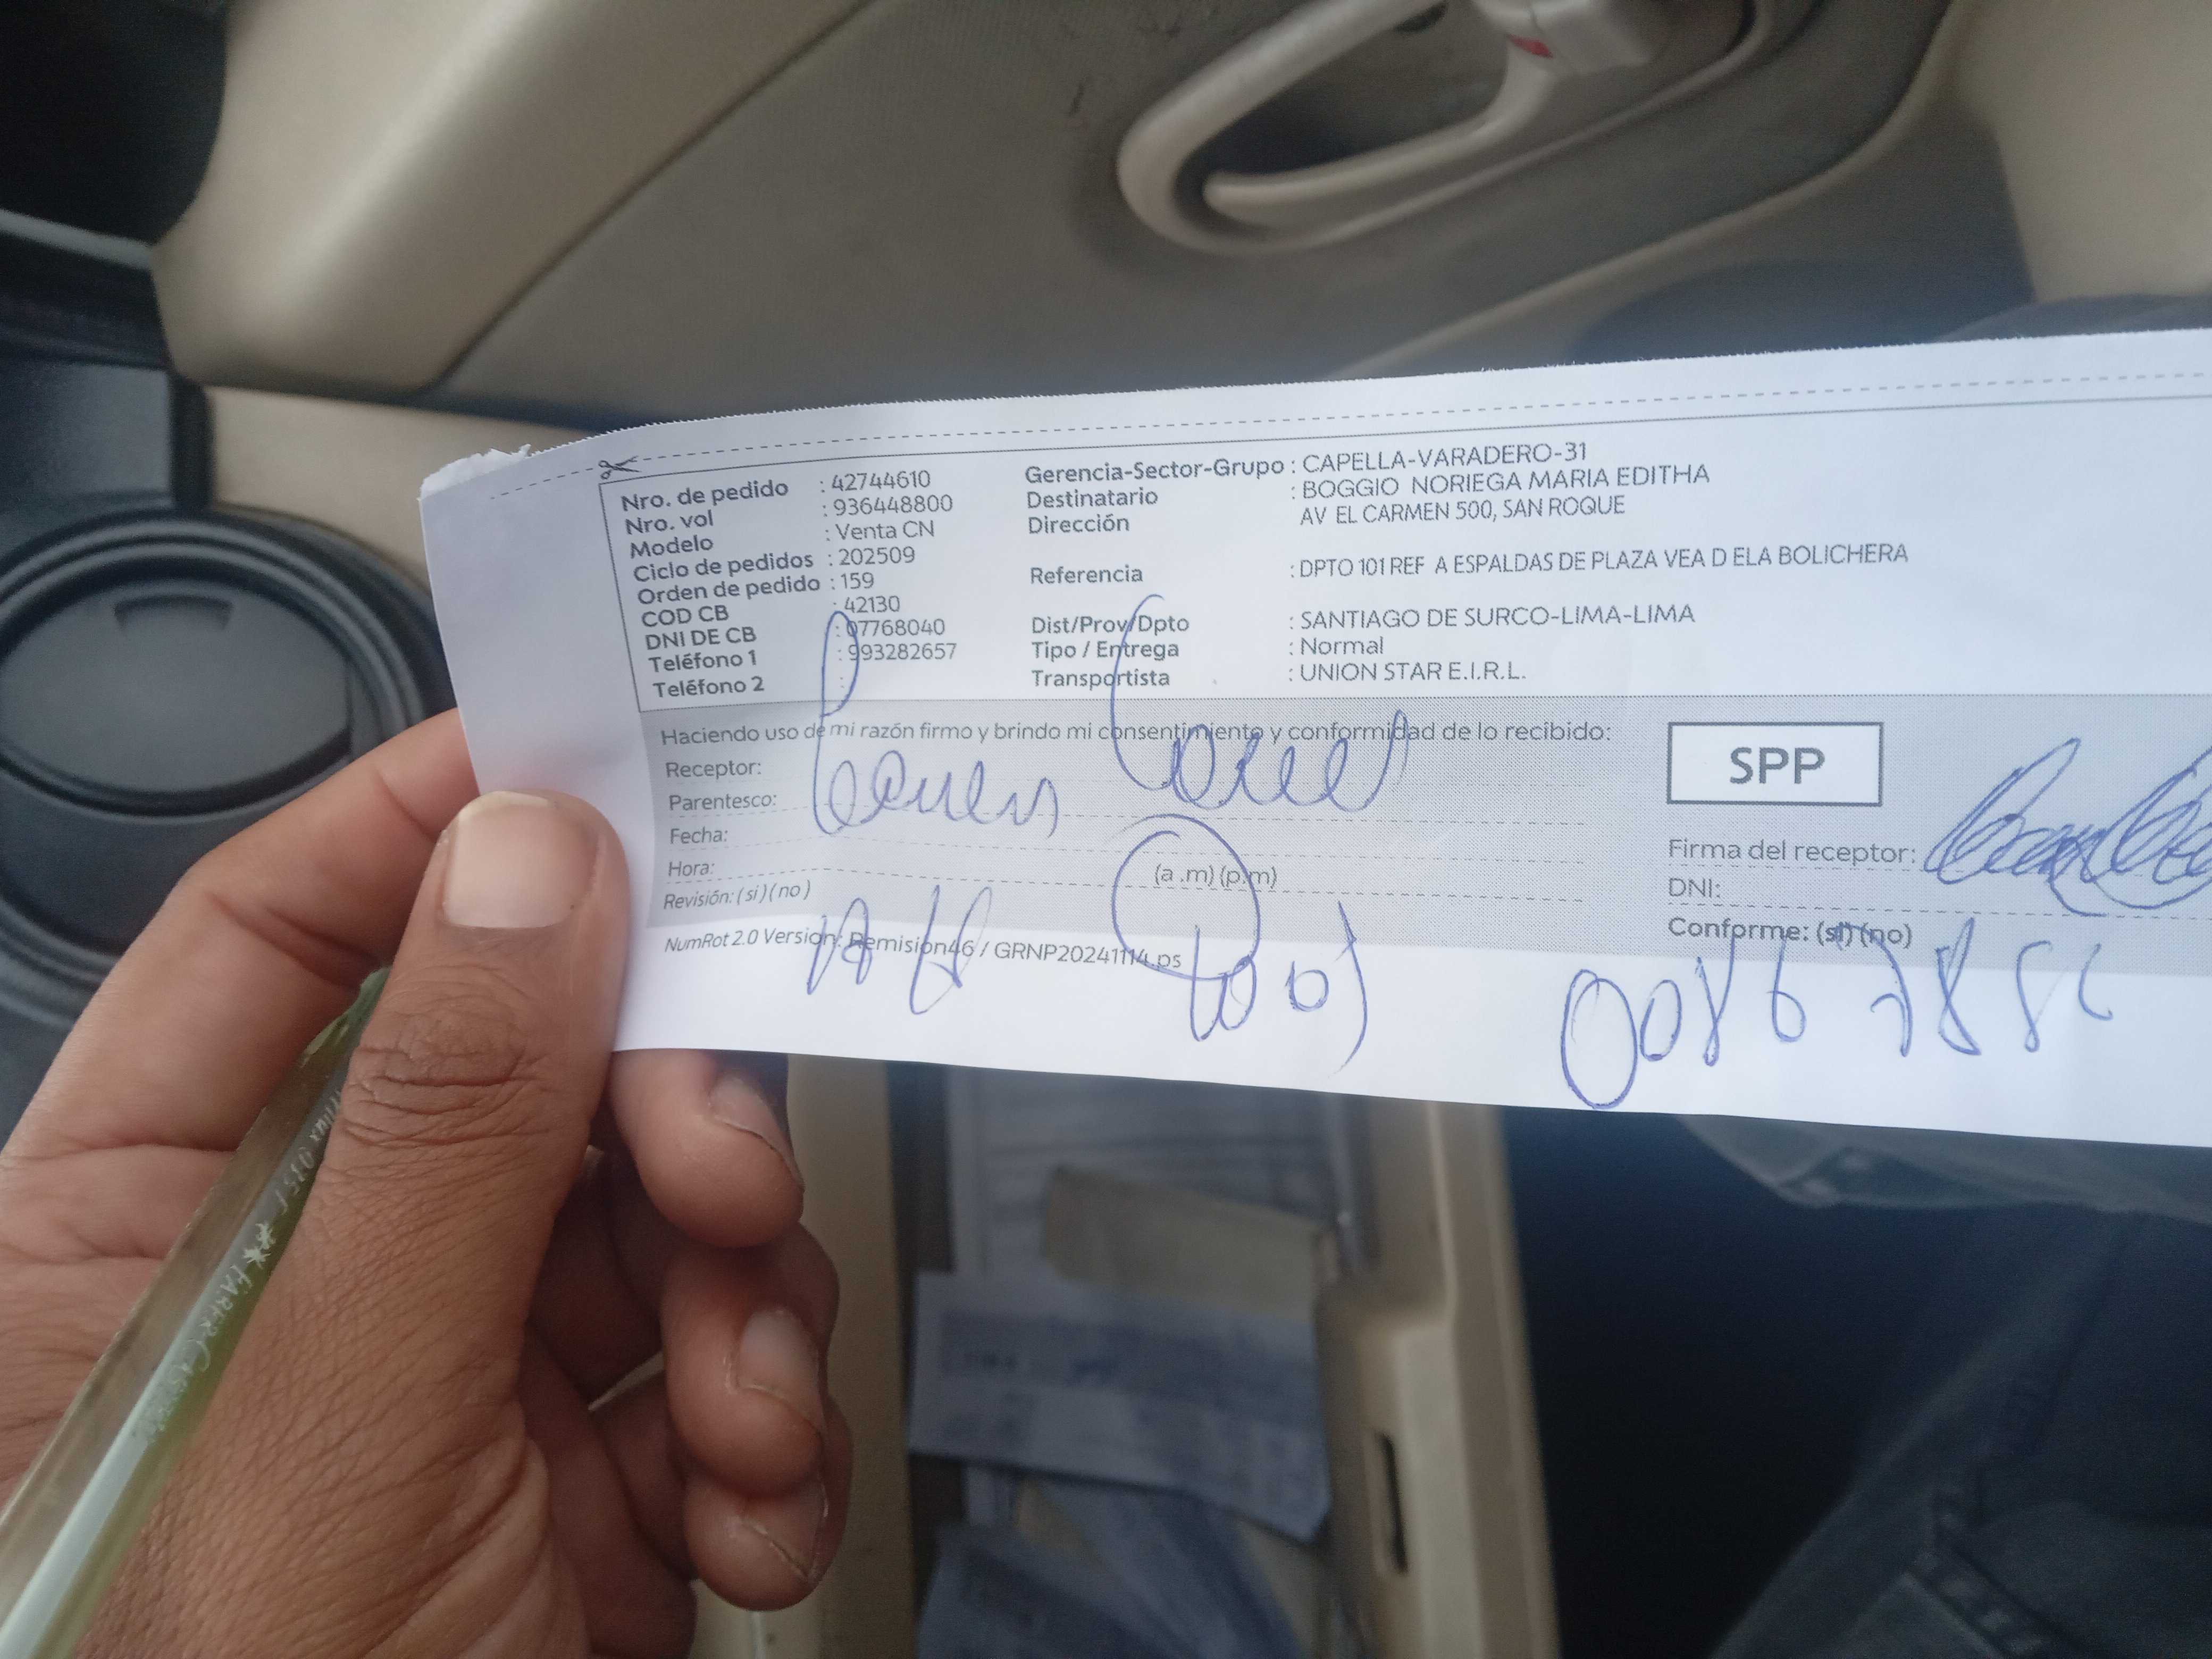 Nro. de pedido : 42744610
Nro. vol : 936448800
Modelo : Venta CN
Ciclo de pedidos : 202509
Orden de pedido : 159
COD CB : 42130
DNI DE CB : 07768040
Teléfono 1 : 993282657
Teléfono 2 :
Gerencia-Sector-Grupo : CAPELLA-VARADERO-31
Destinatario : BOGGIO NORIEGA MARIA EDITHA
Dirección AV EL CARMEN 500, SAN ROQUE
Referencia : DPTO 101 REF A ESPALDAS DE PLAZA VEA D ELA BOLICHERA
Dist/Prov/Dpto : SANTIAGO DE SURCO-LIMA-LIMA
Tipo / Entrega : Normal
Transportista : UNION STAR E.I.R.L.
Haciendo uso de mi razón firmo y brindo mi consentimiento y conformidad de lo recibido:
Receptor:
Parentesco:
Fecha:
Hora: (a .m) (p.m)
Revisión: ( si ) ( no )
NumRot 2.0 Version: Remision46 / GRNP20241114.ps
SPP
Firma del receptor:
DNI:
Conforme: (si) (no)